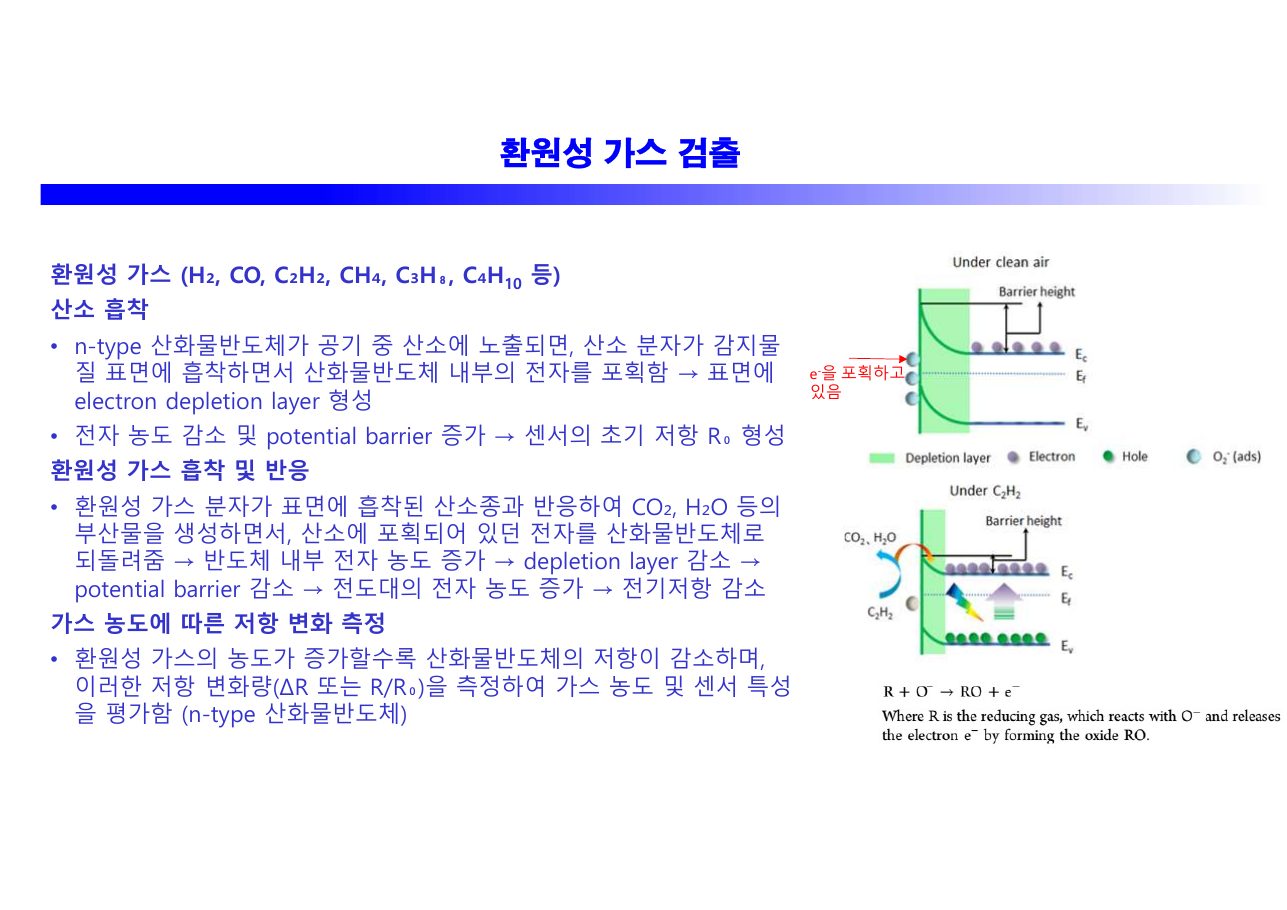 환원성 가스 검출
환원성 가스 (H₂, CO, C₂H₂, CH₄, C₃H₈, C₄H₁₀ 등)
산소 흡착
• n-type 산화물반도체가 공기 중 산소에 노출되면, 산소 분자가 감지물
질 표면에 흡착하면서 산화물반도체 내부의 전자를 포획함 → 표면에
electron depletion layer 형성
• 전자 농도 감소 및 potential barrier 증가 → 센서의 초기 저항 R₀ 형성
환원성 가스 흡착 및 반응
• 환원성 가스 분자가 표면에 흡착된 산소종과 반응하여 CO₂, H₂O 등의
부산물을 생성하면서, 산소에 포획되어 있던 전자를 산화물반도체로
되돌려줌 → 반도체 내부 전자 농도 증가 → depletion layer 감소 →
potential barrier 감소 → 전도대의 전자 농도 증가 → 전기저항 감소
가스 농도에 따른 저항 변화 측정
• 환원성 가스의 농도가 증가할수록 산화물반도체의 저항이 감소하며,
이러한 저항 변화량(ΔR 또는 R/R₀)을 측정하여 가스 농도 및 센서 특성
을 평가함 (n-type 산화물반도체)
Under clean air
Barrier height
E_c
E_f
E_v
e⁻을 포획하고
있음
Depletion layer
Electron
Hole
O₂⁻ (ads)
Under C₂H₂
Barrier height
CO₂、H₂O
C₂H₂
E_c
E_f
E_v
R + O⁻ → RO + e⁻
Where R is the reducing gas, which reacts with O⁻ and releases
the electron e⁻ by forming the oxide RO.